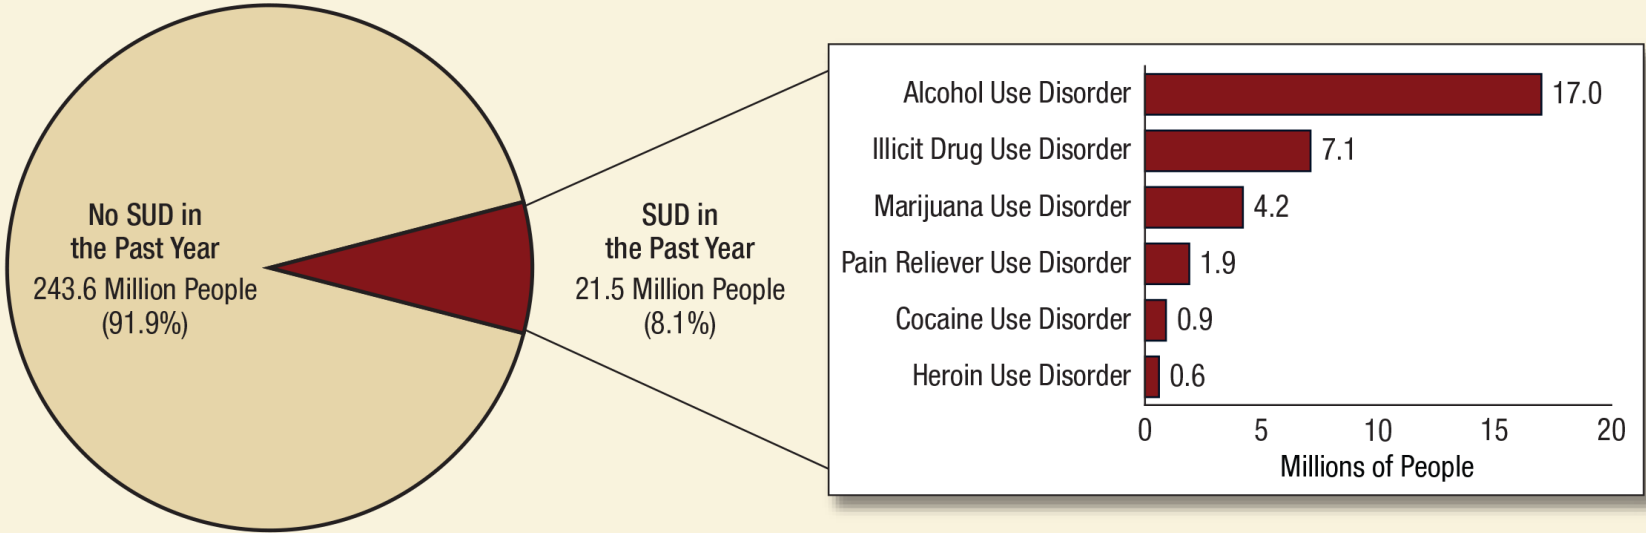 No SUD in
the Past Year
243.6 Million People
(91.9%)
SUD in
the Past Year
21.5 Million People
(8.1%)
Alcohol Use Disorder 17.0
Illicit Drug Use Disorder 7.1
Marijuana Use Disorder 4.2
Pain Reliever Use Disorder 1.9
Cocaine Use Disorder 0.9
Heroin Use Disorder 0.6
0 5 10 15 20
Millions of People